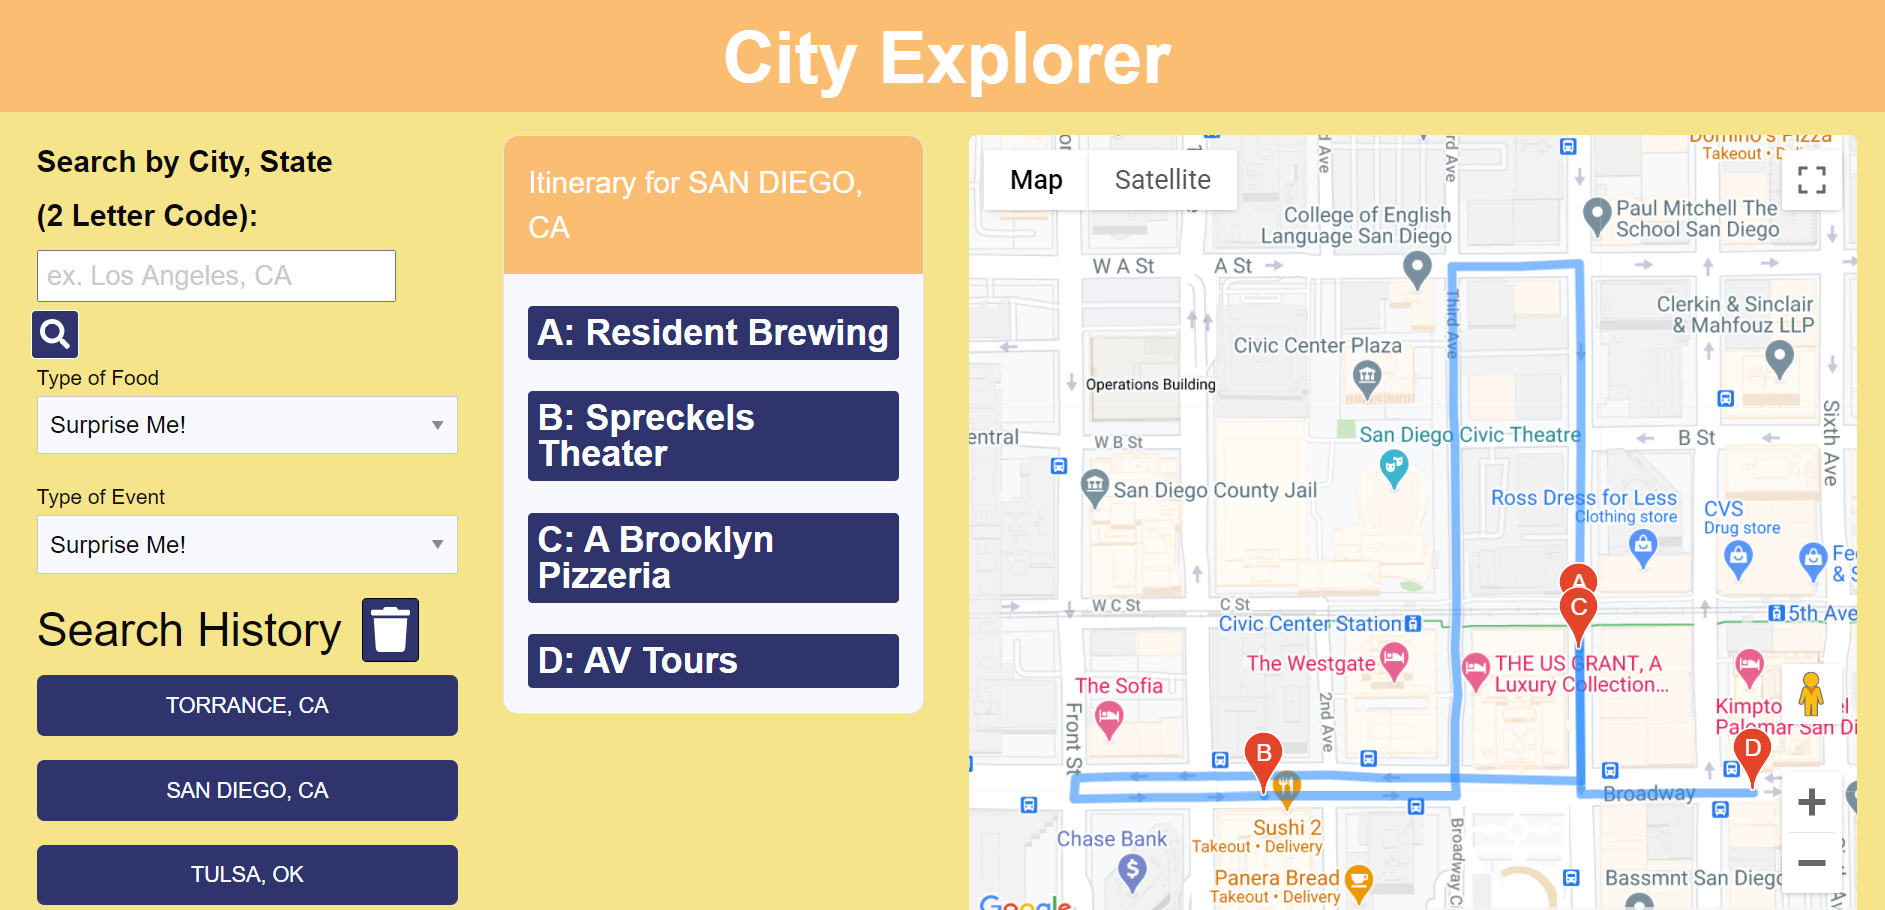 City Explorer
Search by City, State
(2 Letter Code):
ex. Los Angeles, CA
Type of Food
Surprise Me!
Type of Event
Surprise Me!
Search History
TORRANCE, CA
SAN DIEGO, CA
TULSA, OK
Itinerary for SAN DIEGO,
CA
A: Resident Brewing
B: Spreckels
Theater
C: A Brooklyn
Pizzeria
D: AV Tours
Map
Satellite
Domino's Pizza
Takeout • D
rd Ave
rd Ave
College of English
Language San Diego
Paul Mitchell The
School San Diego
W A St
A St
Third Ave
Clerkin & Sinclair
& Mahfouz LLP
Civic Center Plaza
Operations Building
Sixth Ave
entral
W B St
San Diego Civic Theatre
B St
San Diego County Jail
Ross Dress for Less
Clothing store
CVS
Drug store
Fe
& S
A
C
W C St
C St
Civic Center Station
5th Ave
The Westgate
THE US GRANT, A
Luxury Collection...
The Sofia
Front St
2nd Ave
Kimpto
el
Palomar San Di
B
D
Broadway
Sushi 2
Takeout • Delivery
Chase Bank
Broadway Ci
Panera Bread
Takeout • Delivery
Bassmnt San Diego
Google